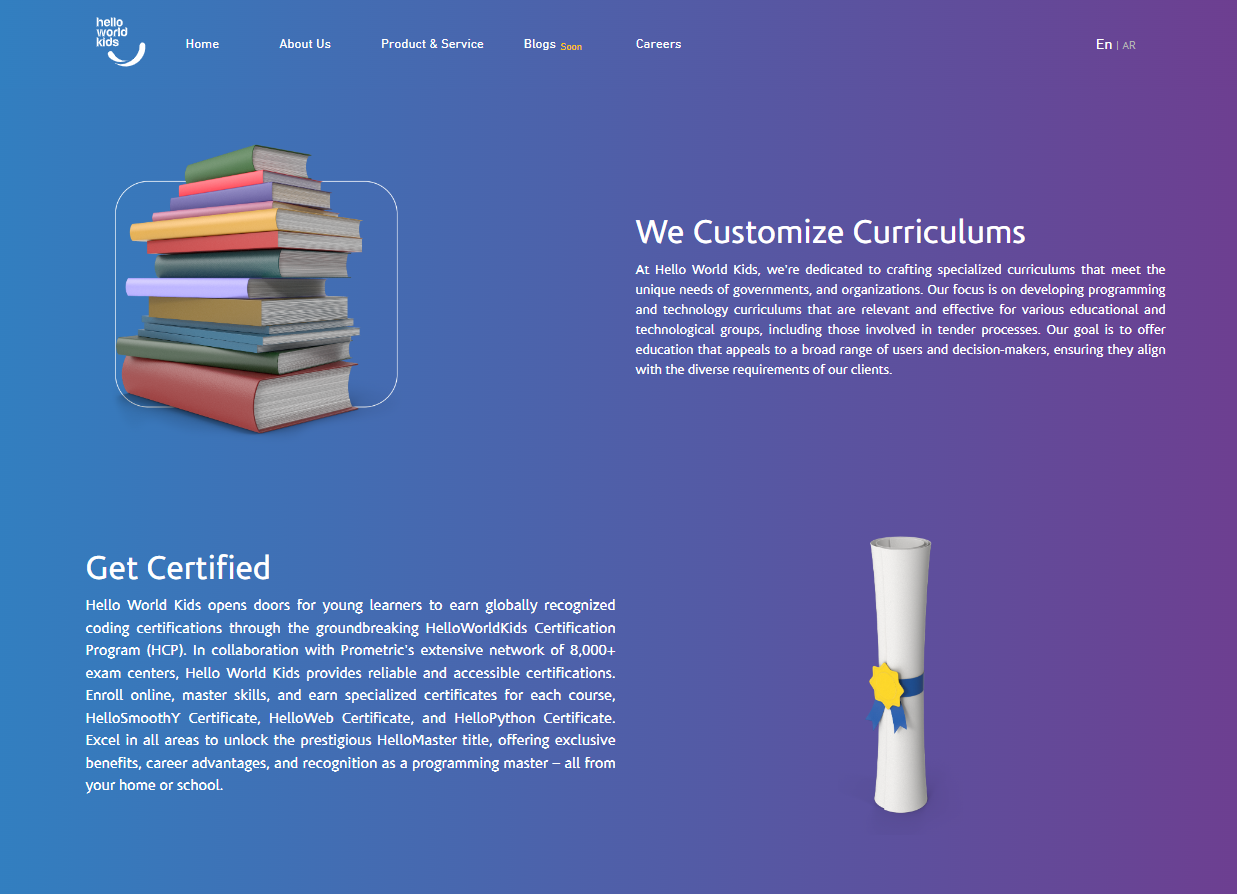 hello
world
kids
Home
About Us
Product & Service
Blogs Soon
Careers
En | AR
We Customize Curriculums
At Hello World Kids, we're dedicated to crafting specialized curriculums that meet the
unique needs of governments, and organizations. Our focus is on developing programming
and technology curriculums that are relevant and effective for various educational and
technological groups, including those involved in tender processes. Our goal is to offer
education that appeals to a broad range of users and decision-makers, ensuring they align
with the diverse requirements of our clients.
Get Certified
Hello World Kids opens doors for young learners to earn globally recognized
coding certifications through the groundbreaking HelloWorldKids Certification
Program (HCP). In collaboration with Prometric's extensive network of 8,000+
exam centers, Hello World Kids provides reliable and accessible certifications.
Enroll online, master skills, and earn specialized certificates for each course,
HelloSmoothY Certificate, HelloWeb Certificate, and HelloPython Certificate.
Excel in all areas to unlock the prestigious HelloMaster title, offering exclusive
benefits, career advantages, and recognition as a programming master – all from
your home or school.